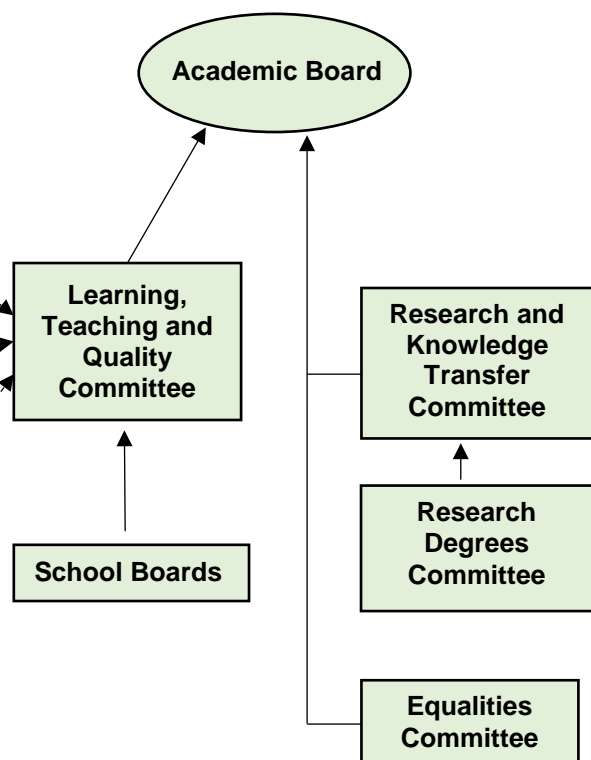 Academic Board
Learning,
Teaching and
Quality
Committee
Research and
Knowledge
Transfer
Committee
School Boards
Research
Degrees
Committee
Equalities
Committee